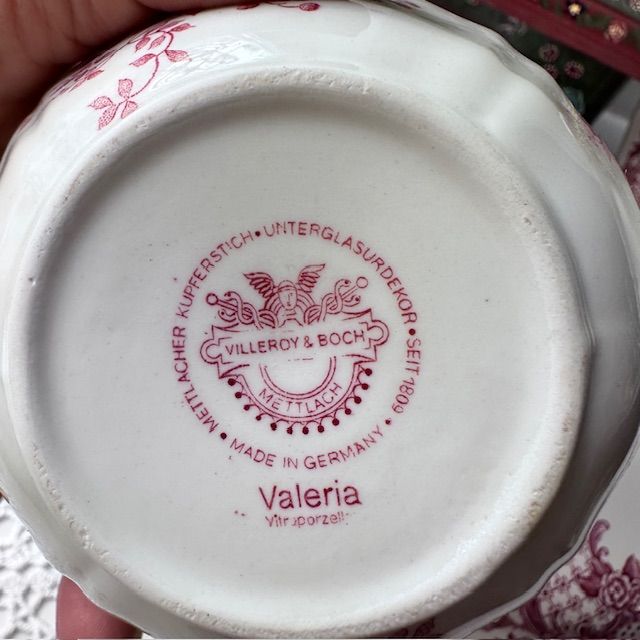 METTLACHER KUPFERSTICH • UNTERGLASURDEKOR • SEIT 1809 •
VILLEROY & BOCH
METTLACH
• MADE IN GERMANY •
Valeria